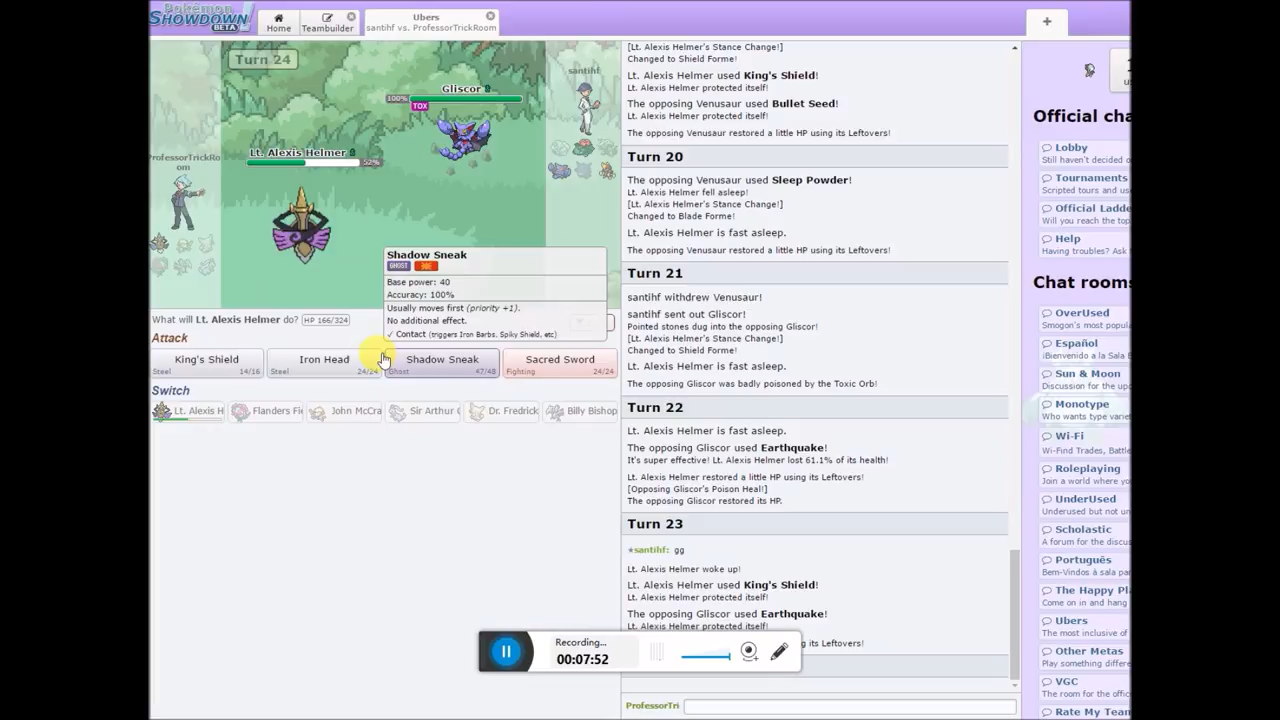 Pokémon
SHOWDOWN
BETA
Home
Teambuilder
Ubers
santihf vs. ProfessorTrickRoom
+
Turn 24
Gliscor
100%
TOX
santihf
Lt. Alexis Helmer
52%
ProfessorTrickRo
om
Shadow Sneak
GHOST
Base power: 40
Accuracy: 100%
Usually moves first (priority +1).
No additional effect.
✓ Contact (triggers Iron Barbs, Spiky Shield, etc)
What will Lt. Alexis Helmer do? HP 166/324
Attack
King's Shield
Steel 14/16
Iron Head
Steel 24/24
Shadow Sneak
Ghost 47/48
Sacred Sword
Fighting 24/24
Switch
Lt. Alexis H
Flanders Fi
John McCra
Sir Arthur C
Dr. Fredrick
Billy Bishop
Lt. Alexis Helmer's Stance Change!]
Changed to Shield Forme!
Lt. Alexis Helmer used King's Shield!
Lt. Alexis Helmer protected itself!
The opposing Venusaur used Bullet Seed!
Lt. Alexis Helmer protected itself!
The opposing Venusaur restored a little HP using its Leftovers!
Turn 20
The opposing Venusaur used Sleep Powder!
Lt. Alexis Helmer fell asleep!
[Lt. Alexis Helmer's Stance Change!]
Changed to Blade Forme!
Lt. Alexis Helmer is fast asleep.
The opposing Venusaur restored a little HP using its Leftovers!
Turn 21
santihf withdrew Venusaur!
santihf sent out Gliscor!
Pointed stones dug into the opposing Gliscor!
[Lt. Alexis Helmer's Stance Change!]
Changed to Shield Forme!
Lt. Alexis Helmer is fast asleep.
The opposing Gliscor was badly poisoned by the Toxic Orb!
Turn 22
Lt. Alexis Helmer is fast asleep.
The opposing Gliscor used Earthquake!
It's super effective! Lt. Alexis Helmer lost 61.1% of its health!
Lt. Alexis Helmer restored a little HP using its Leftovers!
[Opposing Gliscor's Poison Heal!]
The opposing Gliscor restored its HP.
Turn 23
★santihf: gg
Lt. Alexis Helmer woke up!
Lt. Alexis Helmer used King's Shield!
Lt. Alexis Helmer protected itself!
The opposing Gliscor used Earthquake!
Lt. Alexis Helmer protected itself!
ng its Leftovers!
Recording...
00:07:52
ProfessorTri
Official cha
Lobby
Still haven't decided o
Tournaments
Scripted tours and us
Official Ladde
Will you reach the top
Help
Having troubles? As
Chat rooms
OverUsed
Smogon's most popula
Español
¡Bienvenido a la Sala E
Sun & Moon
Discussion for the upc
Monotype
Who wants type varie
Wi-Fi
Wi-Find Trades, Battle
Roleplaying
Join a world where yo
UnderUsed
Underused but not un
Scholastic
A forum for the discus
Português
Bem-Vindos à sala pa
The Happy Pla
Come on in and hang
Ubers
The most inclusive of
Other Metas
Play something differe
VGC
The room for the offic
Rate My Team